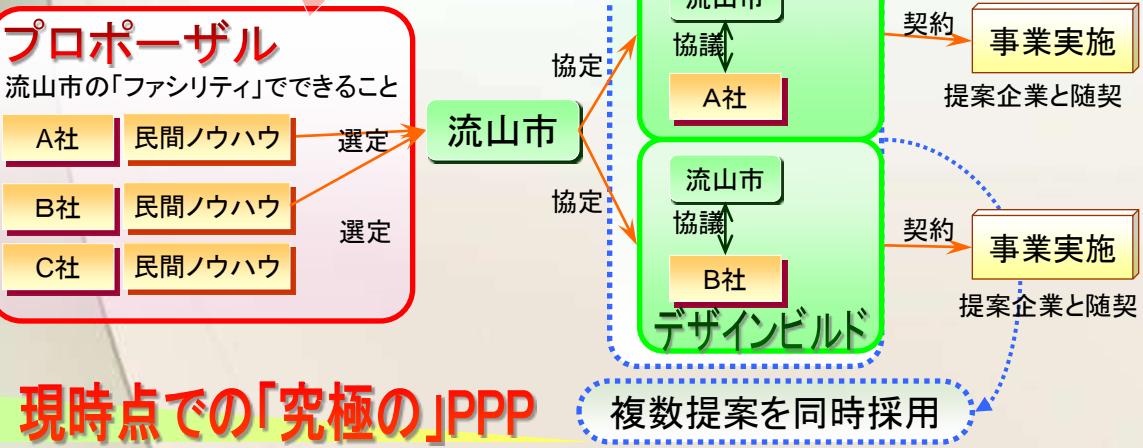 プロポーザル
流山市の「ファシリティ」でできること
A社 民間ノウハウ
選定
B社 民間ノウハウ
選定
C社 民間ノウハウ
流山市
協定
協定
流山市
協議
A社
契約
事業実施
提案企業と随契
流山市
協議
B社
デザインビルド
契約
事業実施
提案企業と随契
現時点での「究極の」PPP
複数提案を同時採用